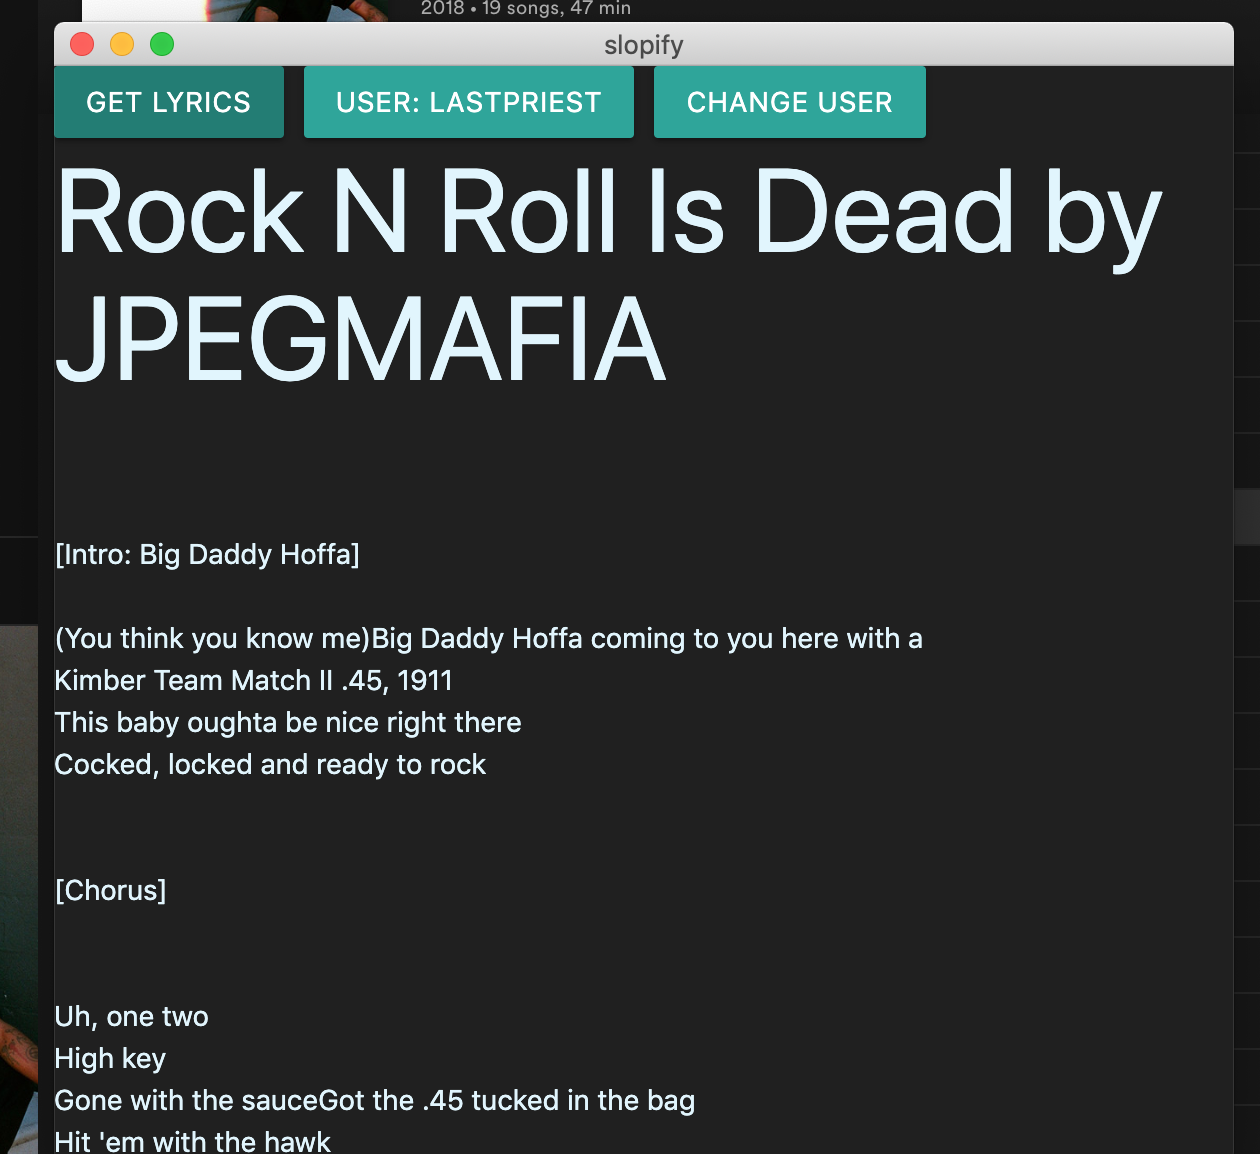 2018 • 19 songs, 47 min
slopify
GET LYRICS
USER: LASTPRIEST
CHANGE USER
Rock N Roll Is Dead by
JPEGMAFIA
[Intro: Big Daddy Hoffa]
(You think you know me)Big Daddy Hoffa coming to you here with a
Kimber Team Match II .45, 1911
This baby oughta be nice right there
Cocked, locked and ready to rock
[Chorus]
Uh, one two
High key
Gone with the sauceGot the .45 tucked in the bag
Hit 'em with the hawk